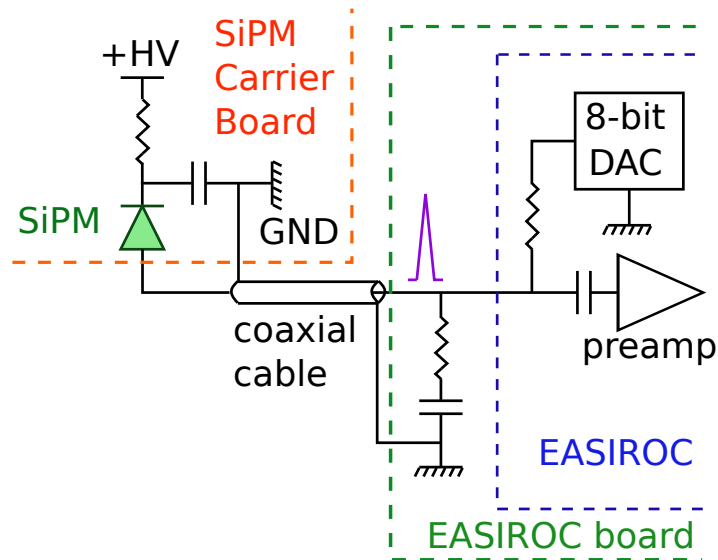 +HV
SiPM
Carrier
Board
SiPM
GND
8-bit
DAC
coaxial
cable
preamp
EASIROC
EASIROC board